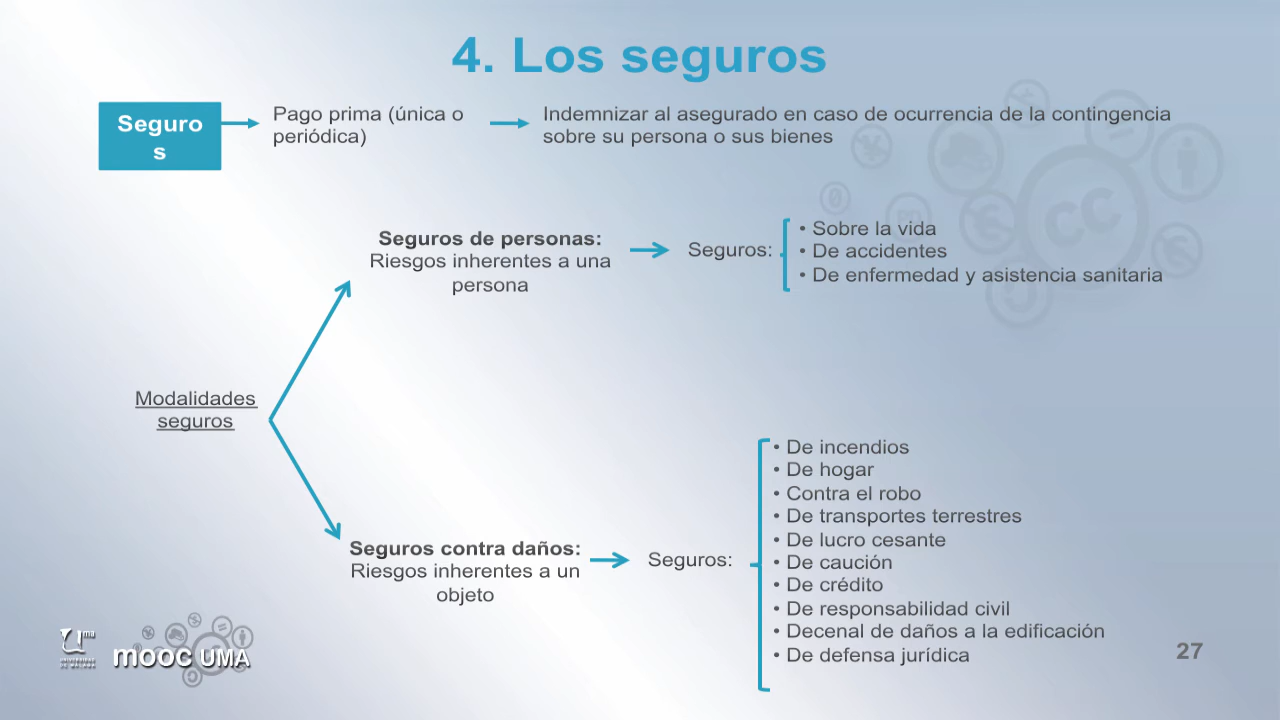 4. Los seguros
Seguro
s
Pago prima (única o
periódica)
Indemnizar al asegurado en caso de ocurrencia de la contingencia
sobre su persona o sus bienes
Seguros de personas:
Riesgos inherentes a una
persona
Seguros:
• Sobre la vida
• De accidentes
• De enfermedad y asistencia sanitaria
Modalidades
seguros
Seguros contra daños:
Riesgos inherentes a un
objeto
Seguros:
• De incendios
• De hogar
• Contra el robo
• De transportes terrestres
• De lucro cesante
• De caución
• De crédito
• De responsabilidad civil
• Decenal de daños a la edificación
• De defensa jurídica
mooc UMA
27